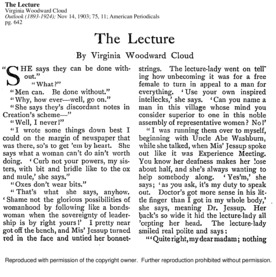 The Lecture
Virginia Woodward Cloud
Outlook (1893-1924); Nov 14, 1903; 75, 11; American Periodicals
pg. 642
The Lecture
By Virginia Woodward Cloud
"SHE says they can be done with-
out."
"What?"
"Men can. Be done without."
"Why, how ever—well, go on."
"She says they's discordant notes in
Creation's scheme—"
"Well, I never!"
"I wrote some things down best I
could on the margin of newspaper that
was there, so's to get 'em by heart. She
says what a woman can't do ain't worth
doing. 'Curb not your powers, my sis-
ters, with bit and bridle like to the ox
and mule,' she says."
"Oxes don't wear bits."
"That's what she says, anyhow.
'Shame not the glorious possibilities of
womanhood by following like a bonds-
woman when the sovereignty of leader-
ship is by right yours!' I pretty near
got off the bench, and Mis' Jessup turned
red in the face and untied her bonnet-
strings. The lecture-lady went on tell'
ing how unbecoming it was for a free
female to turn in appeal to a man for
everything. 'Use your own inspired
intellecks,' she says. 'Can you name a
man in this village whose mind you
consider superior to one in this noble
assembly of representative women? No!'
"I was running them over to myself,
beginning with Uncle Abe Washburn,
while she talked, when Mis' Jessup spoke
out like it was Experience Meeting.
You know her deafness makes her lose
about half, and she's always wanting to
help somebody along. 'Yes'm,' she
says; 'as you ask, it's my duty to speak
out. Doctor's got more sense in his lit-
tle finger than I got in my whole body,'
she says, meaning Dr. Jessup. Her
back's so wide it hid the lecture-lady all
'cepting her head. The lecture-lady
smiled real polite and says:
"'Quite right, my dear madam; nothing
Reproduced with permission of the copyright owner. Further reproduction prohibited without permission.